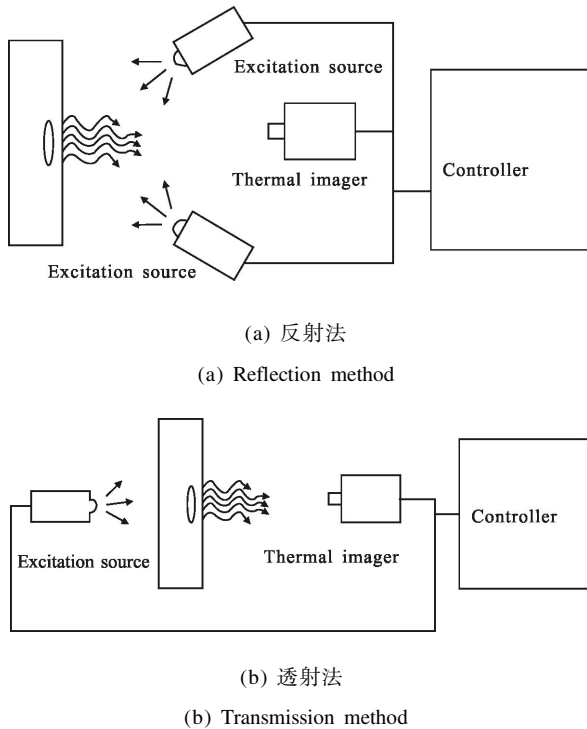 Excitation source
Thermal imager
Controller
Excitation source
(a) 反射法
(a) Reflection method
Excitation source
Thermal imager
Controller
(b) 透射法
(b) Transmission method